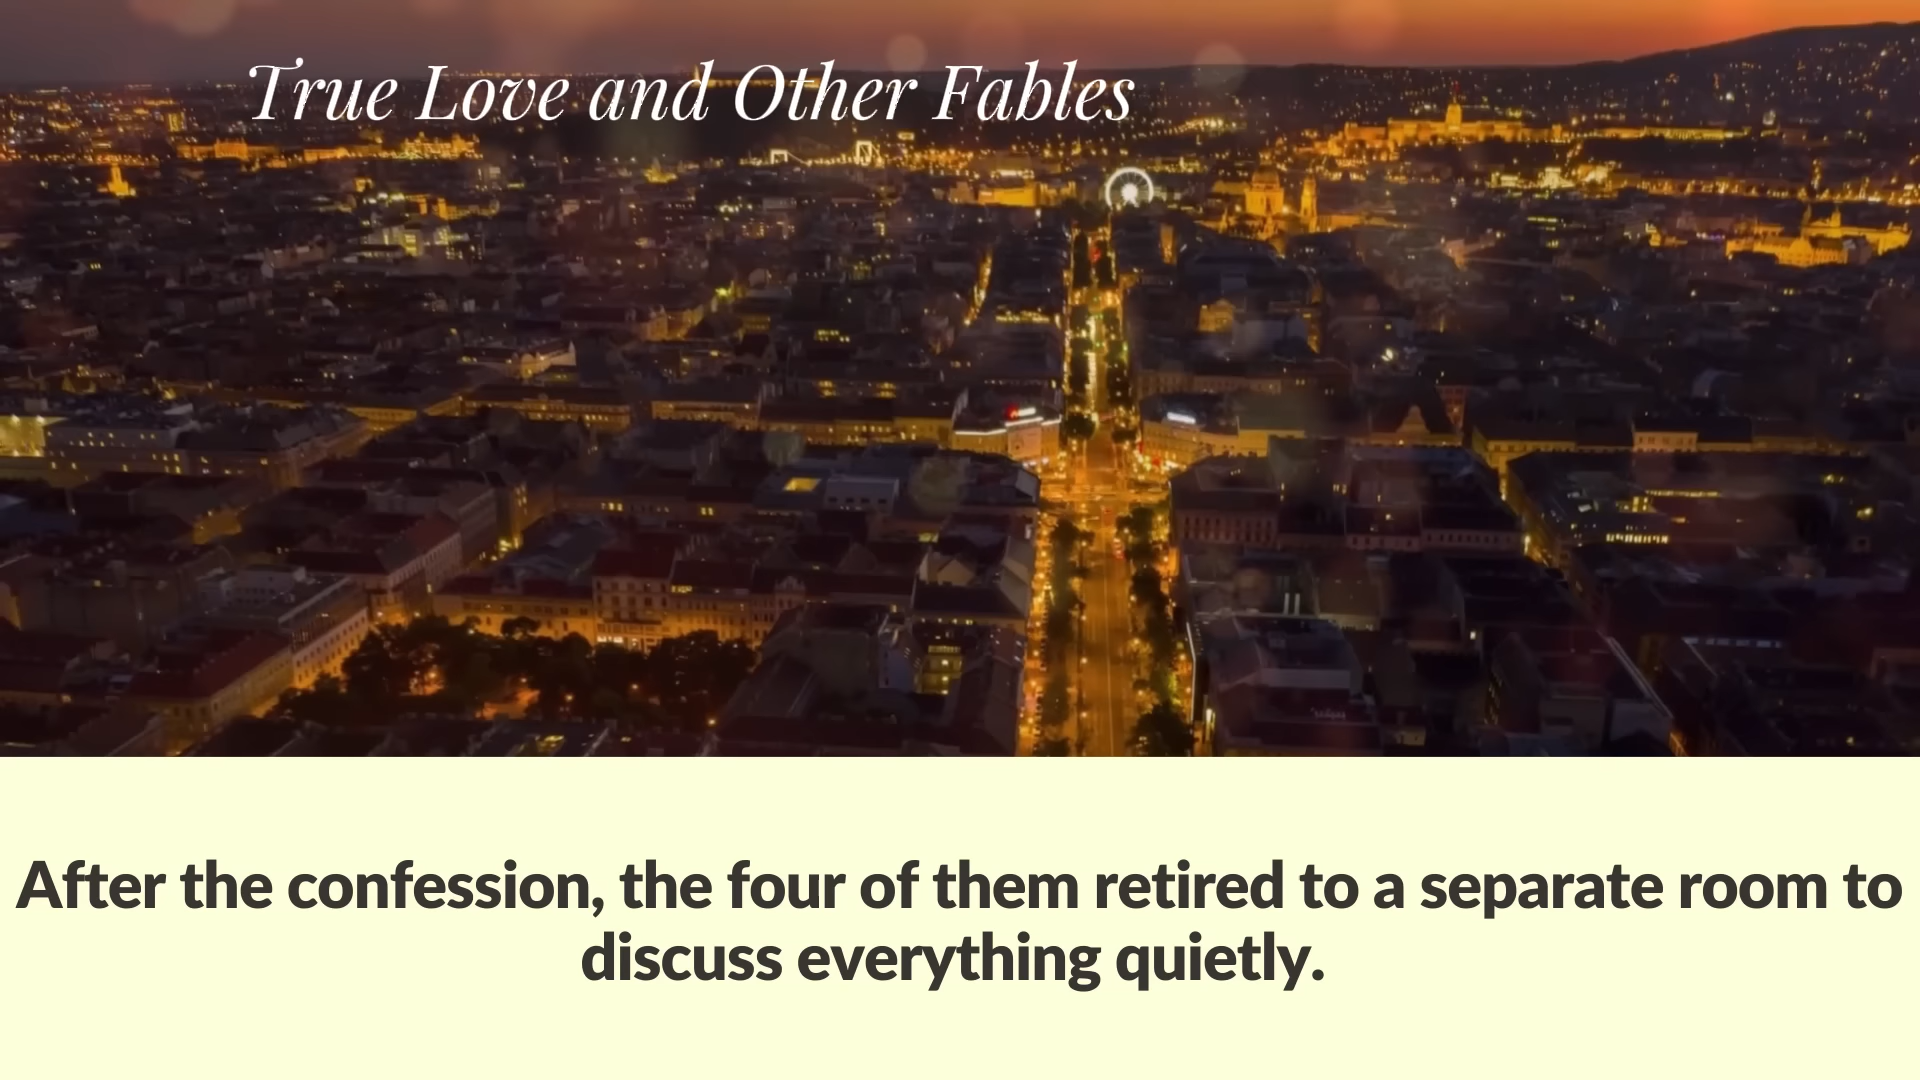 True Love and Other Fables
After the confession, the four of them retired to a separate room to
discuss everything quietly.